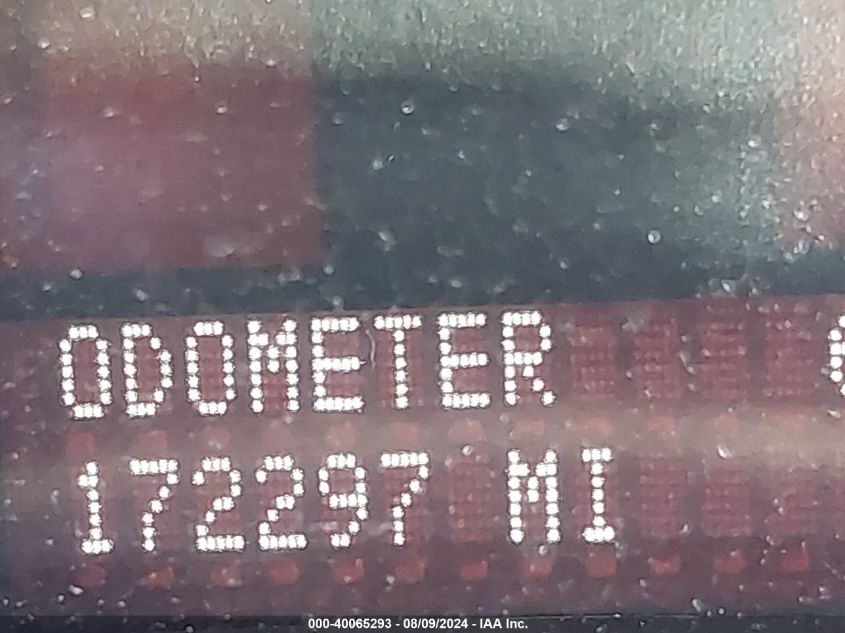 ODOMETER
172297 MI
000-40065293 - 08/09/2024 - IAA Inc.